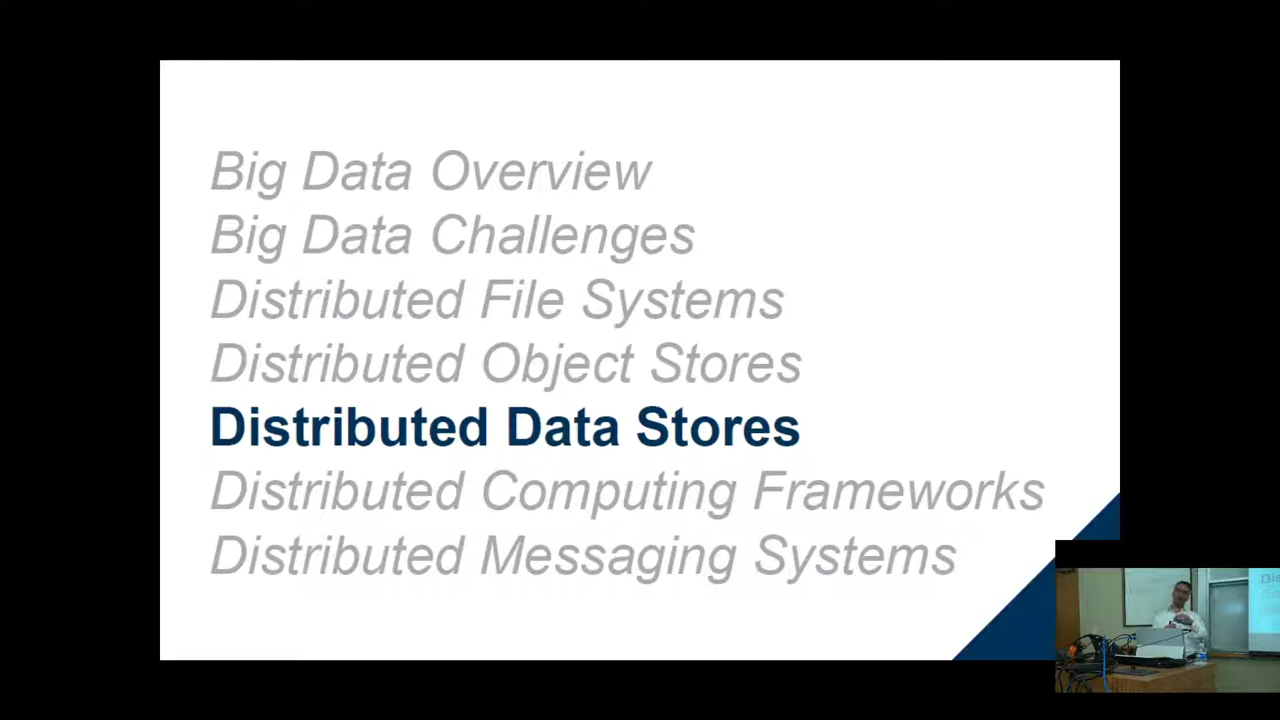 Big Data Overview
Big Data Challenges
Distributed File Systems
Distributed Object Stores
Distributed Data Stores
Distributed Computing Frameworks
Distributed Messaging Systems